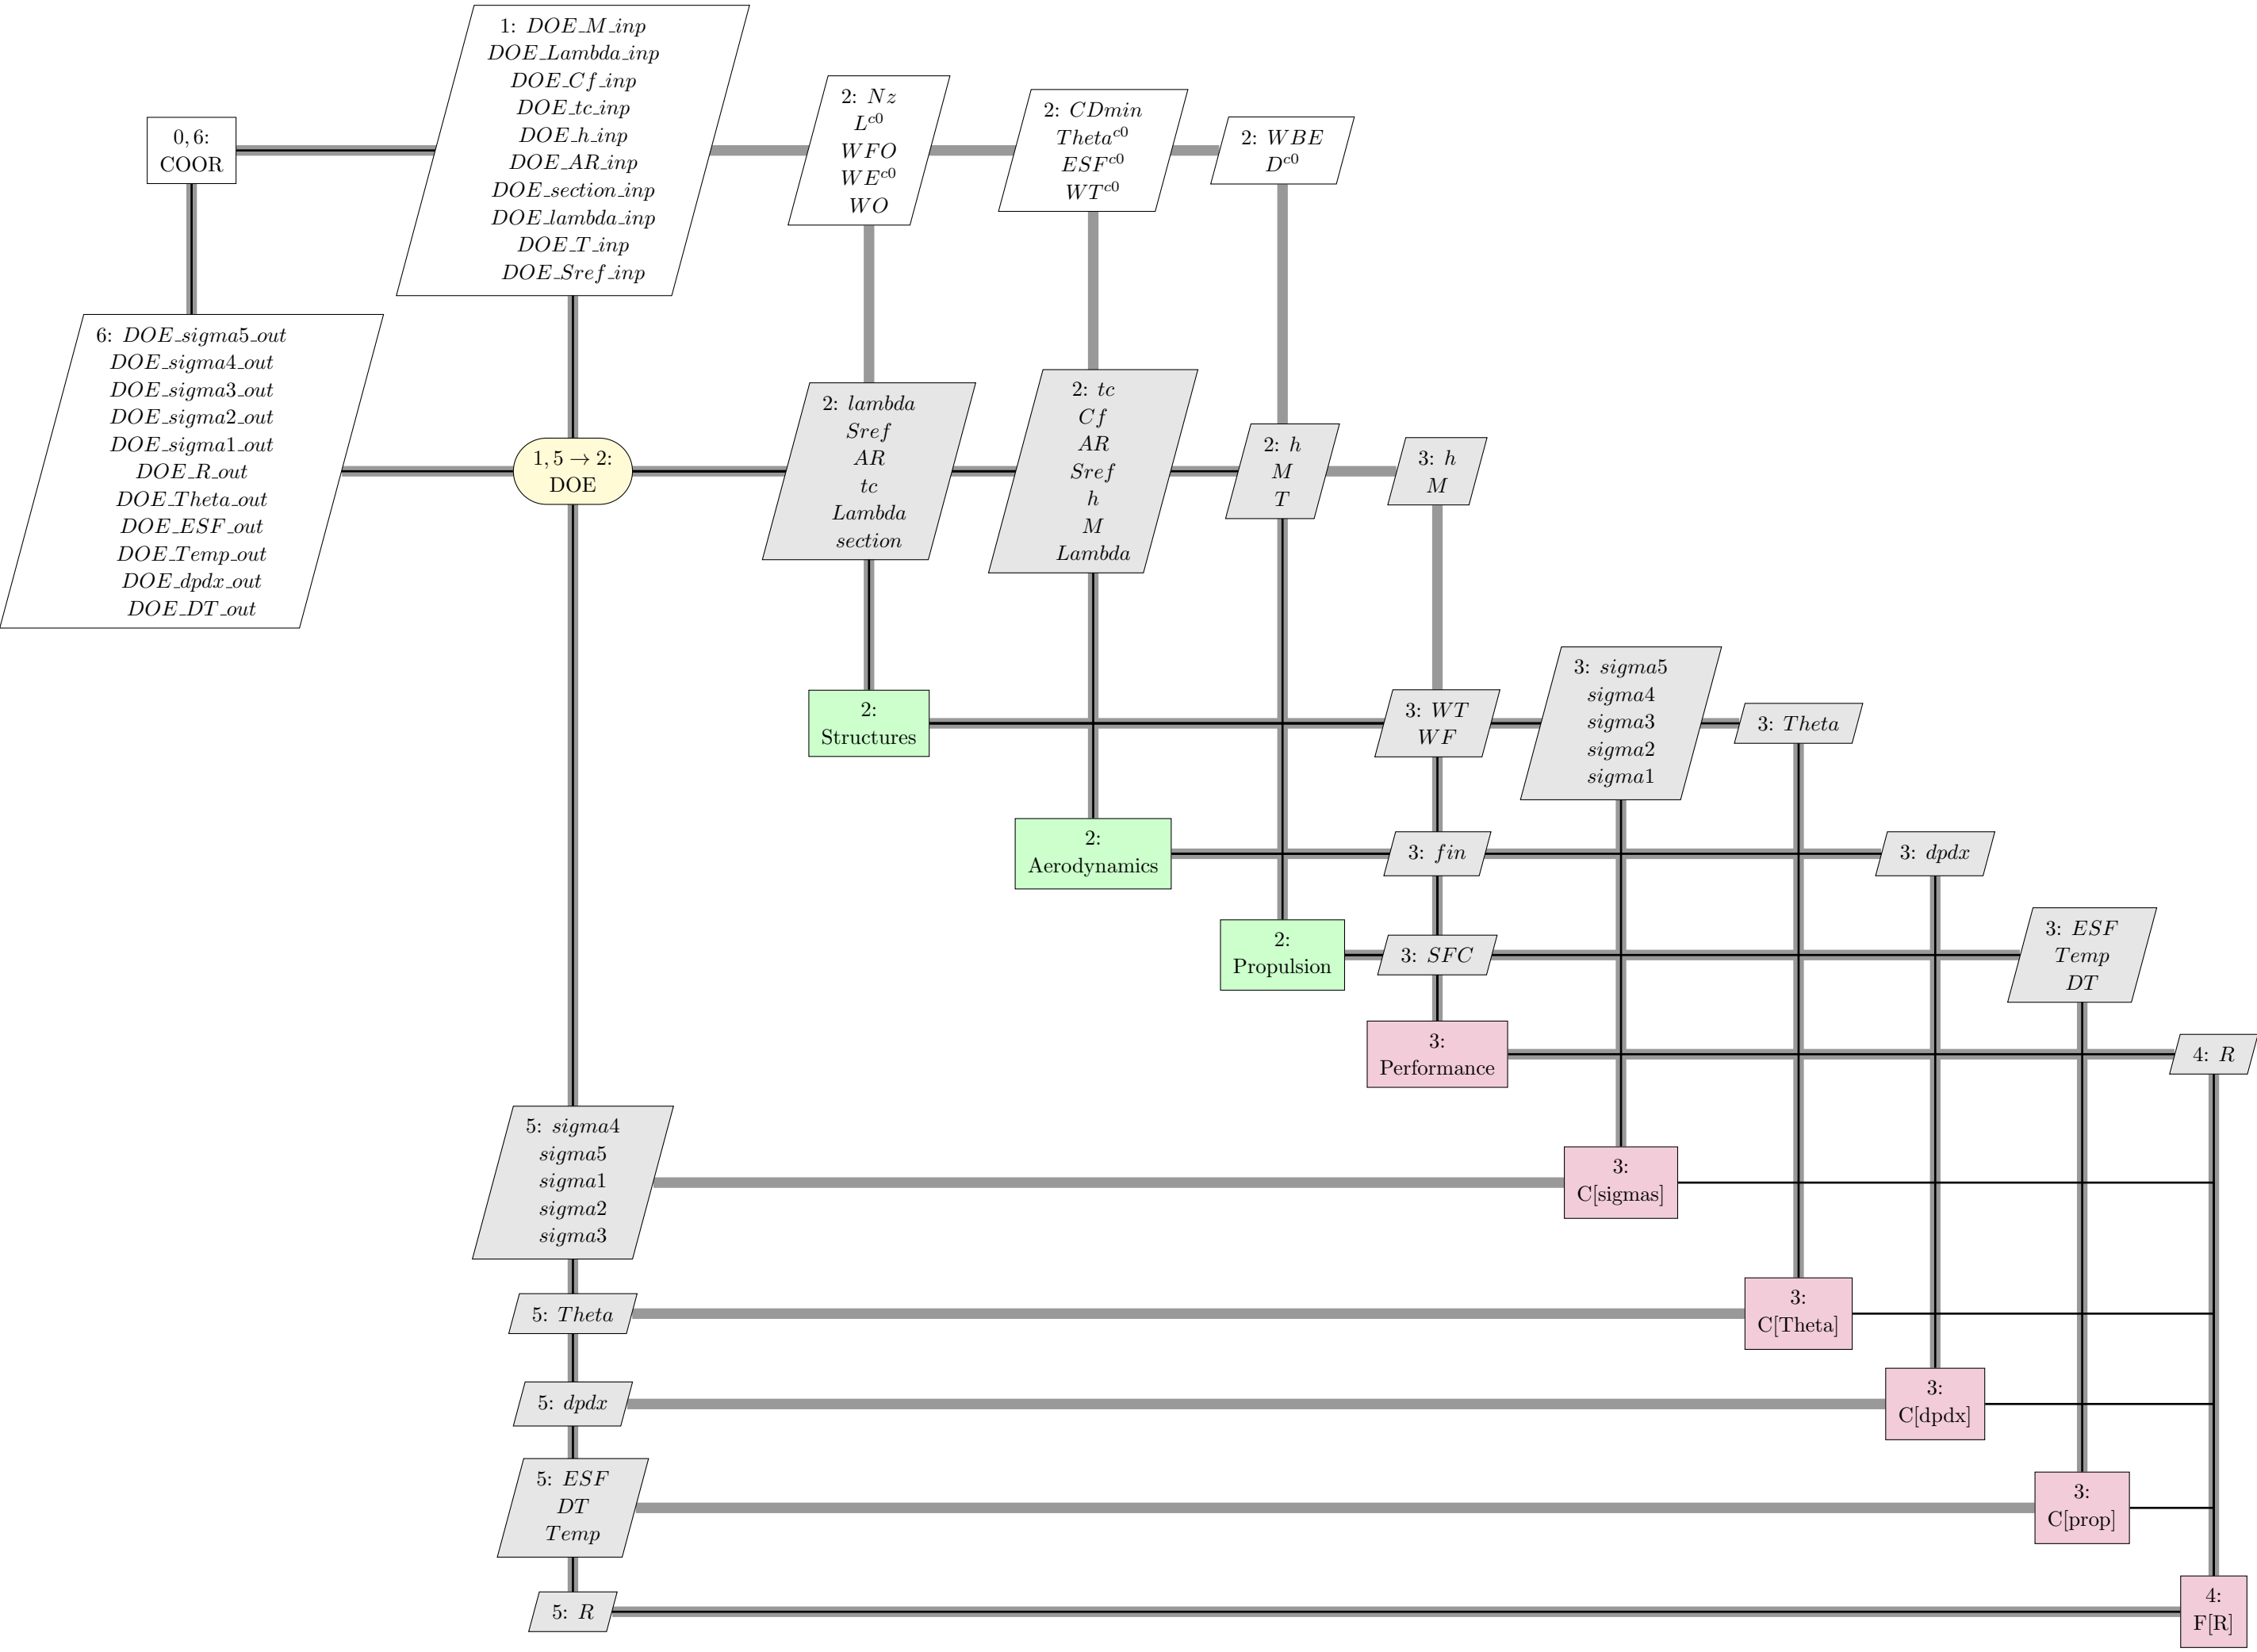 1: DOE_M_inp
DOE_Lambda_inp
DOE_Cf_inp
DOE_tc_inp
DOE_h_inp
DOE_AR_inp
DOE_section_inp
DOE_lambda_inp
DOE_T_inp
DOE_Sref_inp
2: Nz
L^{c0}
WFO
WE^{c0}
WO
2: CDmin
Theta^{c0}
ESF^{c0}
WT^{c0}
2: WBE
D^{c0}
0, 6:
COOR
6: DOE_sigma5_out
DOE_sigma4_out
DOE_sigma3_out
DOE_sigma2_out
DOE_sigma1_out
DOE_R_out
DOE_Theta_out
DOE_ESF_out
DOE_Temp_out
DOE_dpdx_out
DOE_DT_out
1, 5 → 2:
DOE
2: lambda
Sref
AR
tc
Lambda
section
2: tc
Cf
AR
Sref
h
M
Lambda
2: h
M
T
3: h
M
2:
Structures
3: WT
WF
3: sigma5
sigma4
sigma3
sigma2
sigma1
3: Theta
2:
Aerodynamics
3: fin
3: dpdx
2:
Propulsion
3: SFC
3: ESF
Temp
DT
3:
Performance
4: R
5: sigma4
sigma5
sigma1
sigma2
sigma3
3:
C[sigmas]
5: Theta
3:
C[Theta]
5: dpdx
3:
C[dpdx]
5: ESF
DT
Temp
3:
C[prop]
5: R
4:
F[R]